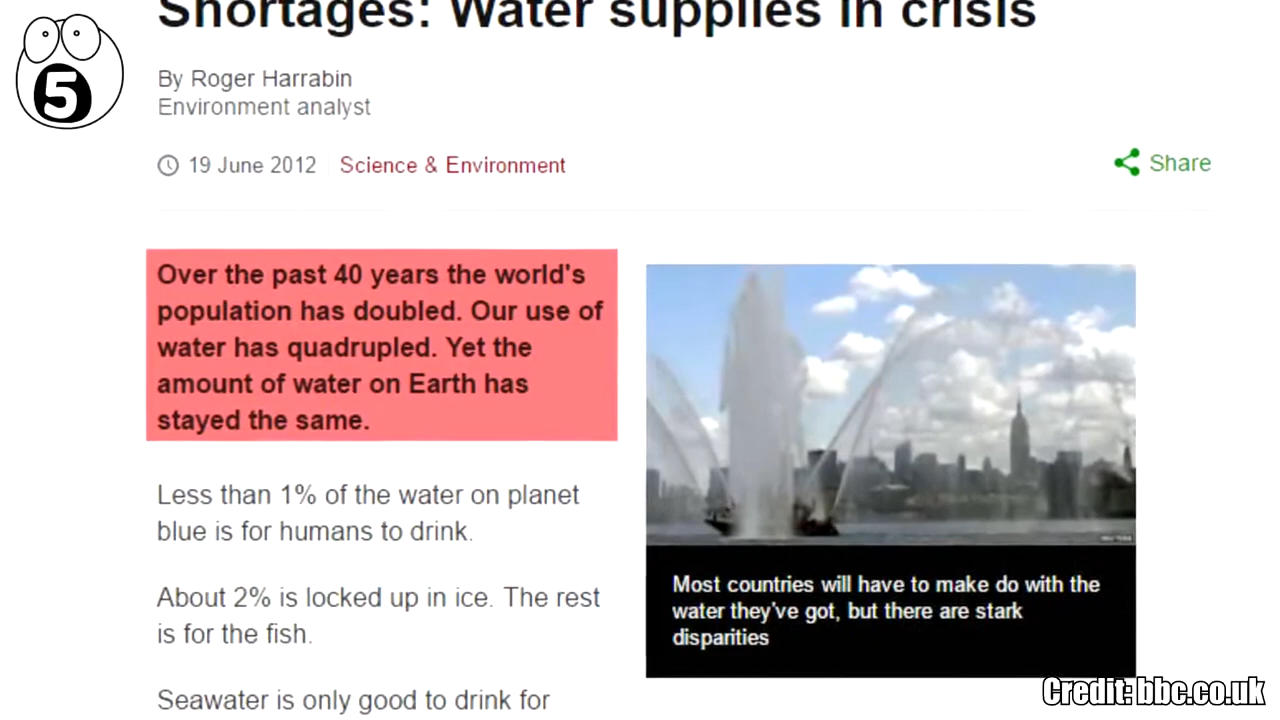 Shortages: Water supplies in crisis
5
By Roger Harrabin
Environment analyst
19 June 2012
Science & Environment
Share
Over the past 40 years the world's
population has doubled. Our use of
water has quadrupled. Yet the
amount of water on Earth has
stayed the same.
Less than 1% of the water on planet
blue is for humans to drink.
About 2% is locked up in ice. The rest
is for the fish.
Seawater is only good to drink for
Most countries will have to make do with the
water they've got, but there are stark
disparities
Credit: bbc.co.uk